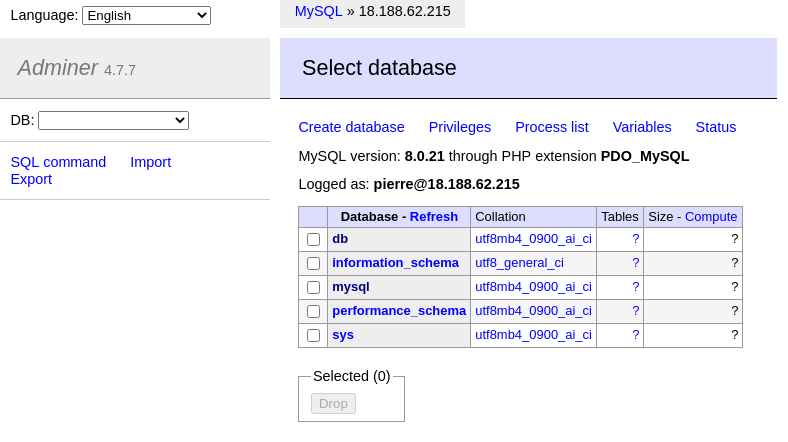 Language: English
MySQL » 18.188.62.215
Adminer 4.7.7
Select database
DB:
SQL command Import
Export
Create database Privileges Process list Variables Status
MySQL version: 8.0.21 through PHP extension PDO_MySQL
Logged as: pierre@18.188.62.215
Database - Refresh Collation Tables Size - Compute
db utf8mb4_0900_ai_ci ? ?
information_schema utf8_general_ci ? ?
mysql utf8mb4_0900_ai_ci ? ?
performance_schema utf8mb4_0900_ai_ci ? ?
sys utf8mb4_0900_ai_ci ? ?
Selected (0)
Drop